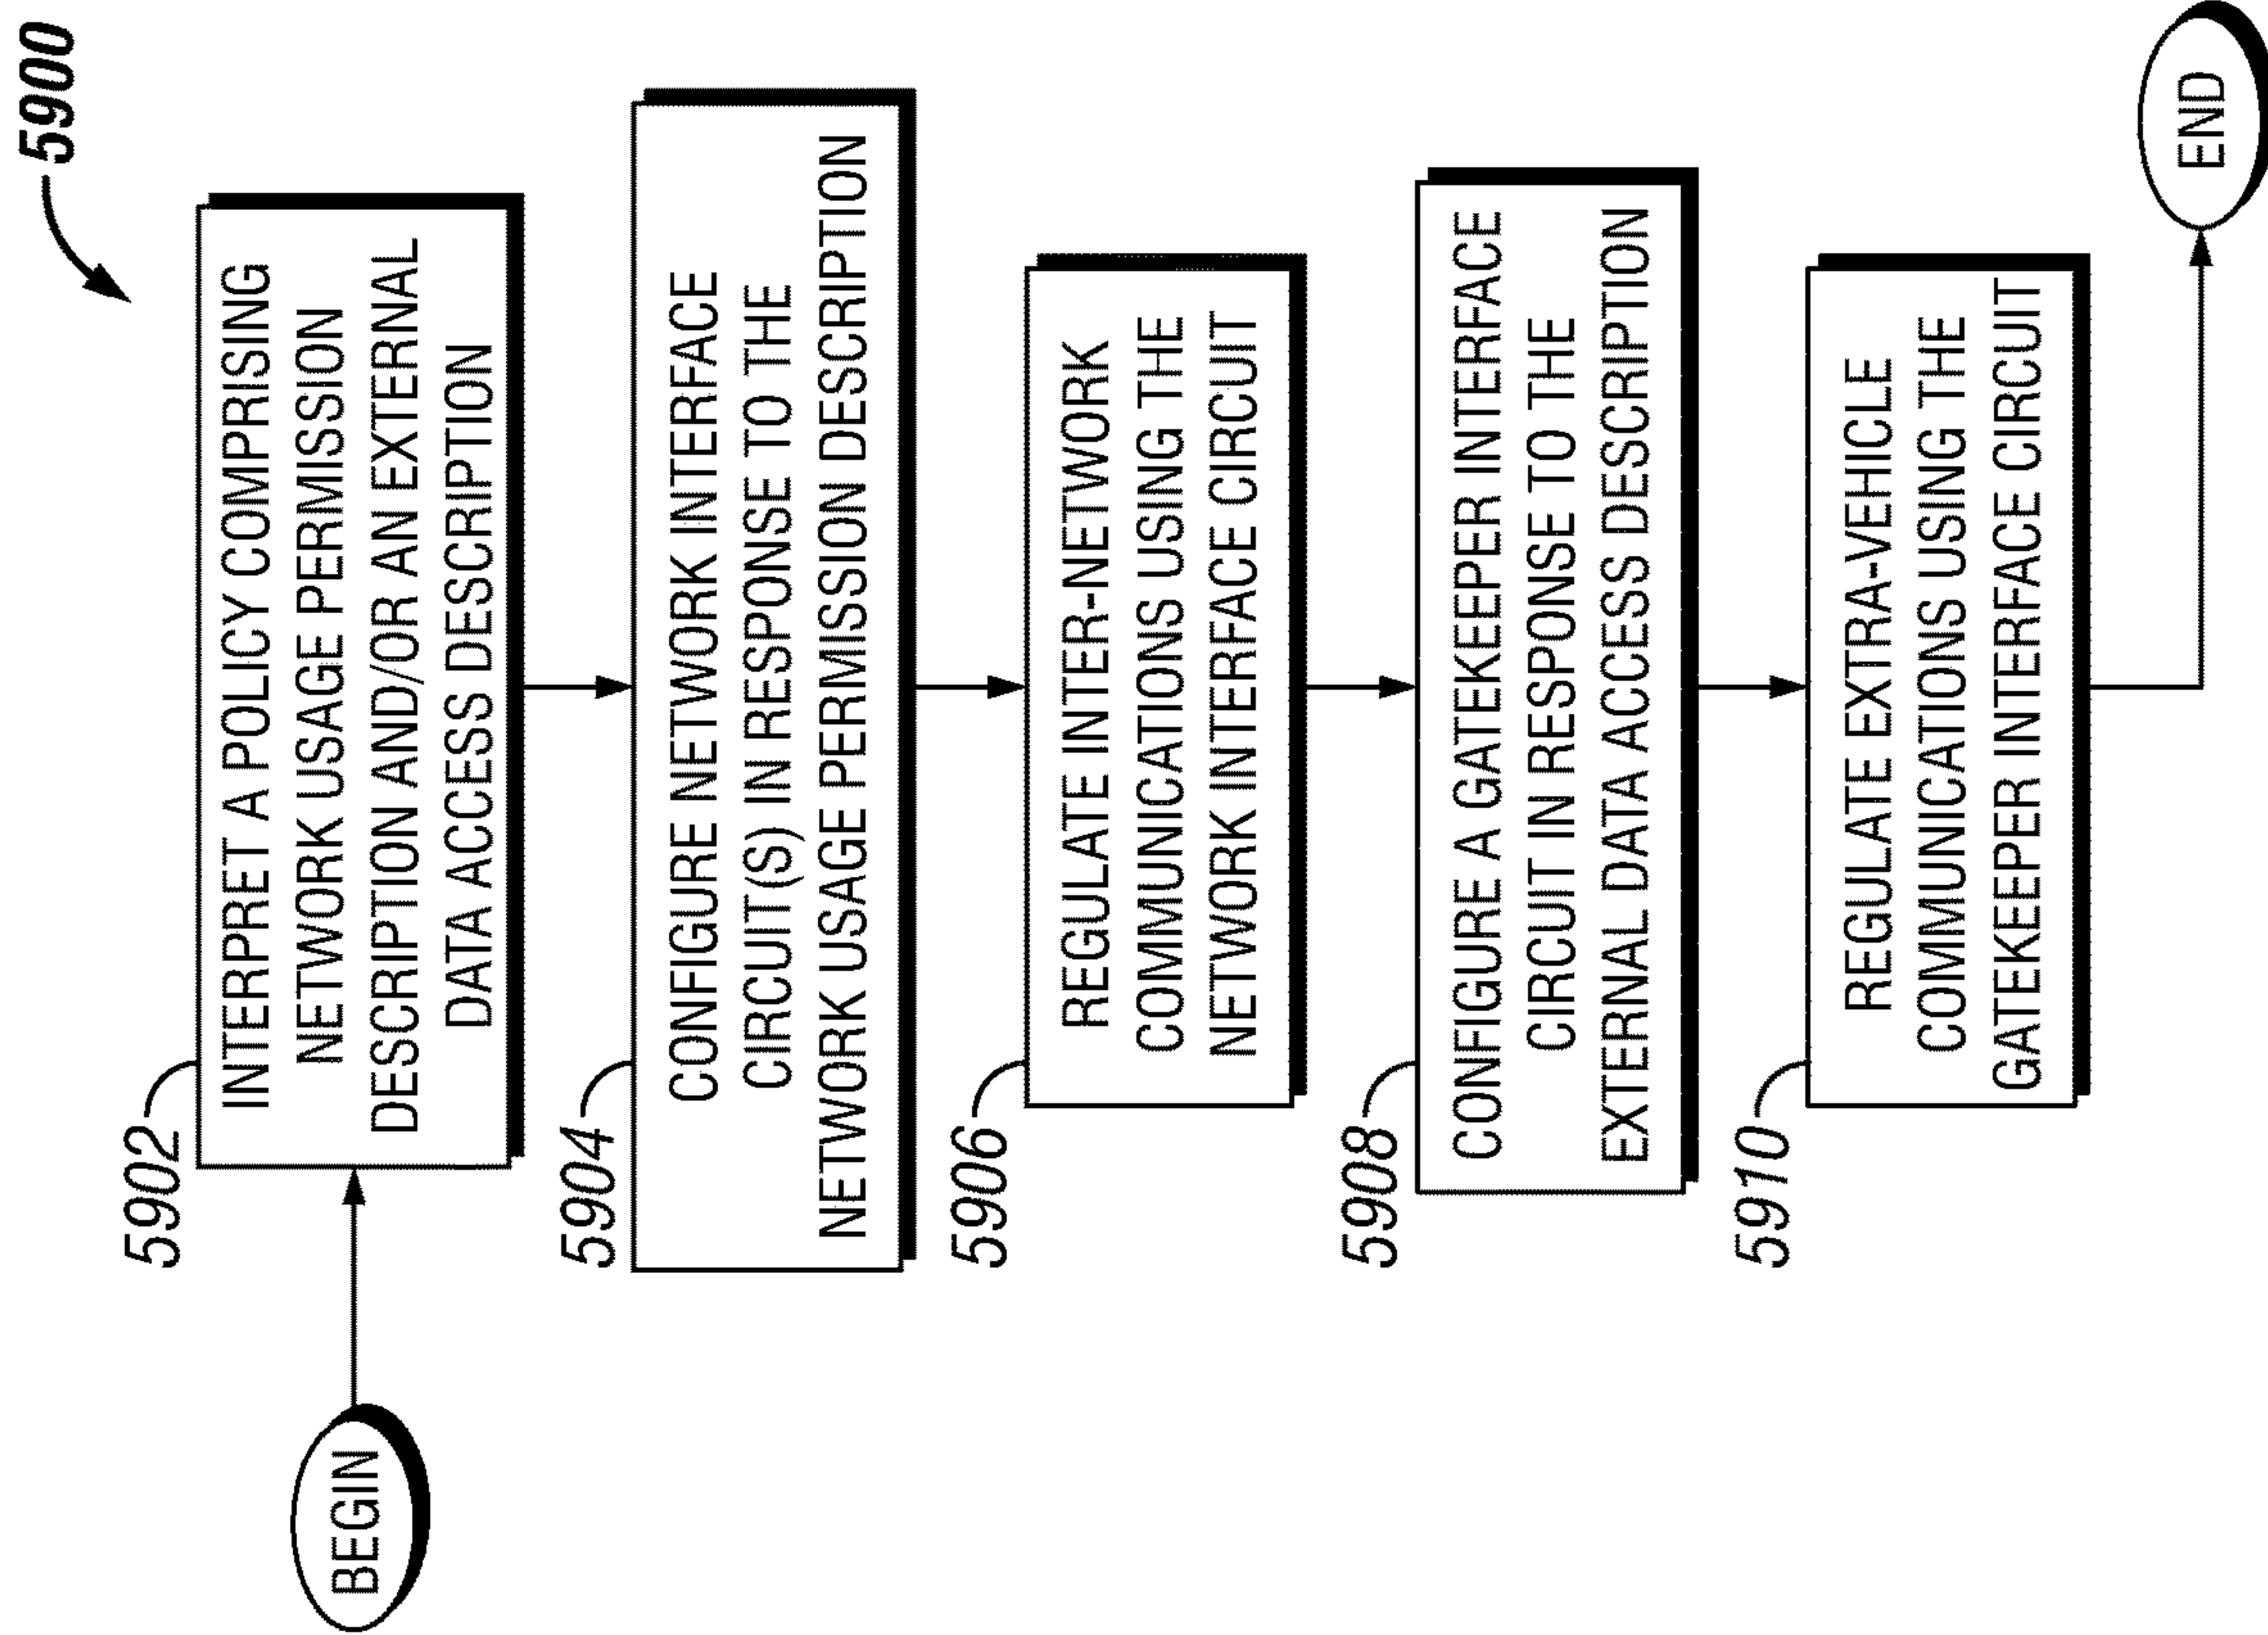 5900
BEGIN
5902
INTERPRET A POLICY COMPRISING
NETWORK USAGE PERMISSION
DESCRIPTION AND/OR AN EXTERNAL
DATA ACCESS DESCRIPTION
5904
CONFIGURE NETWORK INTERFACE
CIRCUIT(S) IN RESPONSE TO THE
NETWORK USAGE PERMISSION DESCRIPTION
5906
REGULATE INTER-NETWORK
COMMUNICATIONS USING THE
NETWORK INTERFACE CIRCUIT
5908
CONFIGURE A GATEKEEPER INTERFACE
CIRCUIT IN RESPONSE TO THE
EXTERNAL DATA ACCESS DESCRIPTION
5910
REGULATE EXTRA-VEHICLE
COMMUNICATIONS USING THE
GATEKEEPER INTERFACE CIRCUIT
END